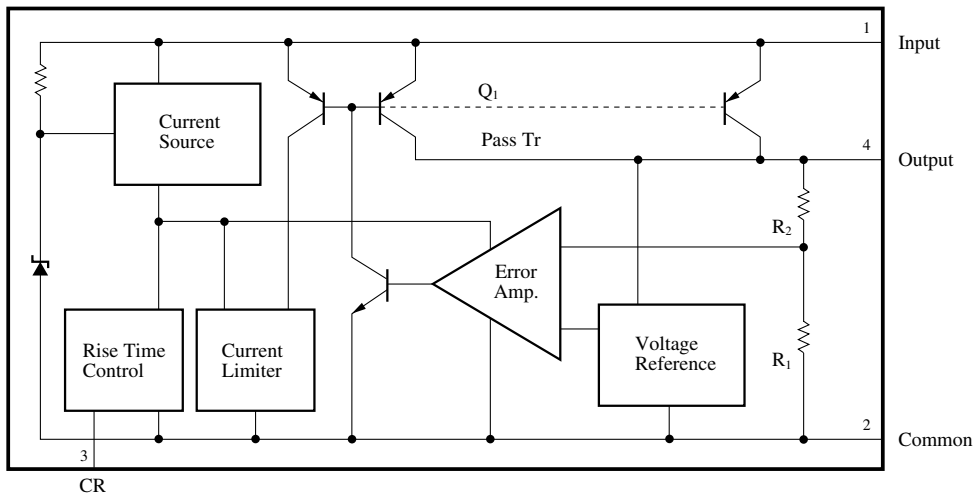 1
Input
Q1
Current
Source
Pass Tr
4
Output
R2
Error
Amp.
Rise Time
Control
Current
Limiter
Voltage
Reference
R1
2
Common
3
CR